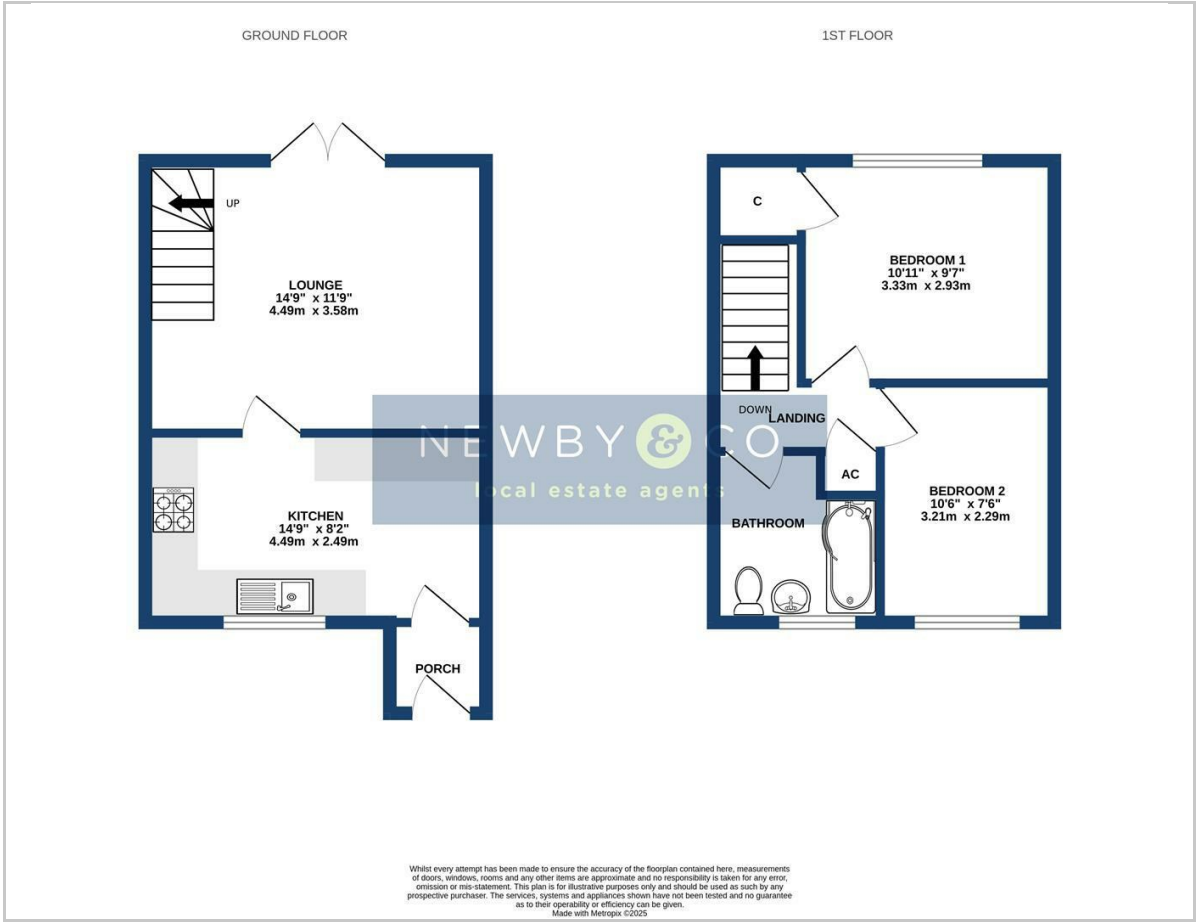 GROUND FLOOR
1ST FLOOR
UP
LOUNGE
14'9" x 11'9"
4.49m x 3.58m
KITCHEN
14'9" x 8'2"
4.49m x 2.49m
PORCH
C
BEDROOM 1
10'11" x 9'7"
3.33m x 2.93m
DOWN
LANDING
AC
BEDROOM 2
10'6" x 7'6"
3.21m x 2.29m
BATHROOM
NEWBY & CO
local estate agents
Whilst every attempt has been made to ensure the accuracy of the floorplan contained here, measurements
of doors, windows, rooms and any other items are approximate and no responsibility is taken for any error,
omission or mis-statement. This plan is for illustrative purposes only and should be used as such by any
prospective purchaser. The services, systems and appliances shown have not been tested and no guarantee
as to their operability or efficiency can be given.
Made with Metropix ©2025